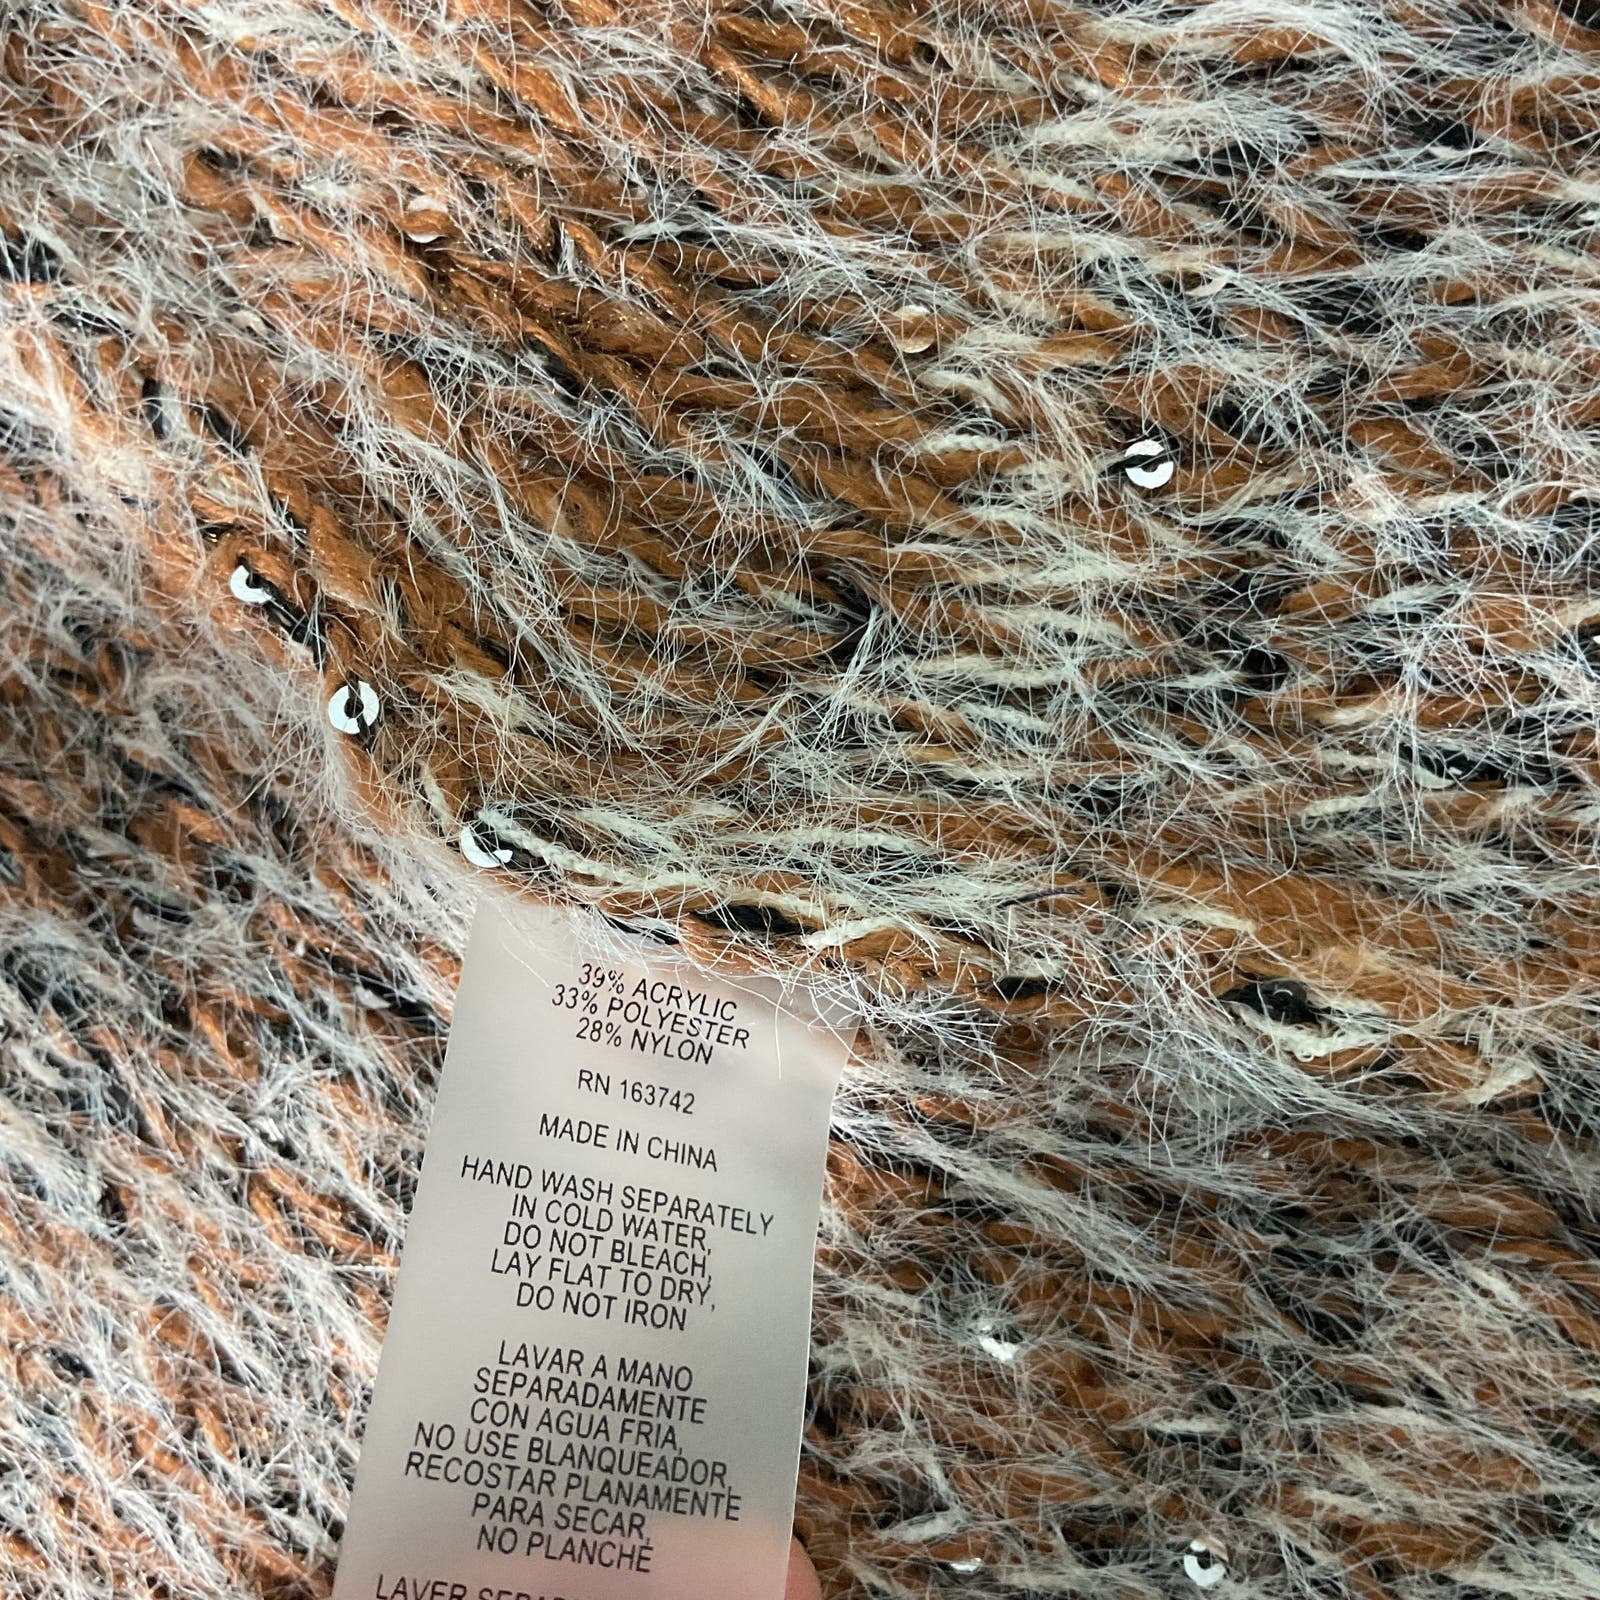 39% ACRYLIC
33% POLYESTER
28% NYLON
RN 163742
MADE IN CHINA
HAND WASH SEPARATELY
IN COLD WATER,
DO NOT BLEACH,
LAY FLAT TO DRY,
DO NOT IRON
LAVAR A MANO
SEPARADAMENTE
CON AGUA FRIA,
NO USE BLANQUEADOR,
RECOSTAR PLANAMENTE
PARA SECAR,
NO PLANCHE
LAVER